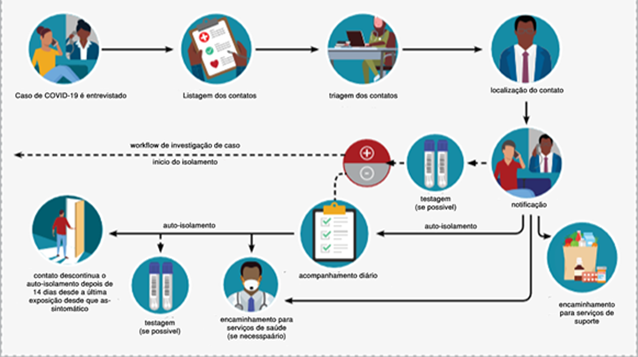 Caso de COVID-19 é entrevistado
Listagem dos contatos
triagem dos contatos
localização do contato
workflow de investigação de caso
início do isolamento
testagem
(se possível)
notificação
auto-isolamento
auto-isolamento
acompanhamento diário
contato descontinua o
auto-isolamento depois de
14 dias desde a última
exposição desde que as-
sintomático
testagem
(se possível)
encaminhamento para
serviços de saúde
(se necesspaário)
encaminhamento
para serviços de
suporte